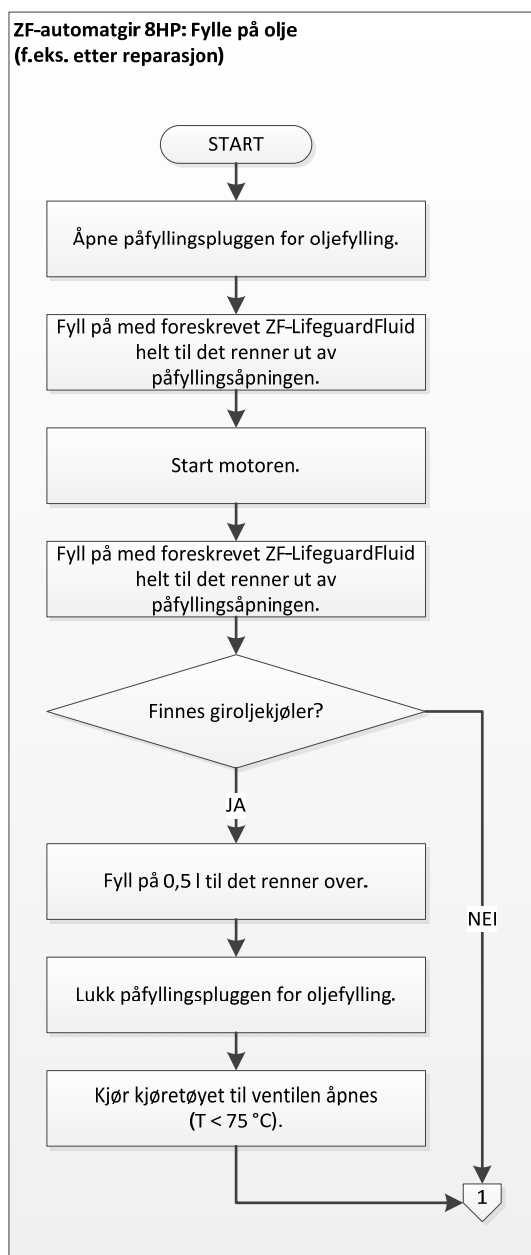 ZF-automatgir 8HP: Fylle på olje
(f.eks. etter reparasjon)
START
Åpne påfyllingspluggen for oljefylling.
Fyll på med foreskrevet ZF-LifeguardFluid
helt til det renner ut av
påfyllingsåpningen.
Start motoren.
Fyll på med foreskrevet ZF-LifeguardFluid
helt til det renner ut av
påfyllingsåpningen.
Finnes giroljekjøler?
JA
Fyll på 0,5 l til det renner over.
NEI
Lukk påfyllingspluggen for oljefylling.
Kjør kjøretøyet til ventilen åpnes
(T < 75 °C).
1